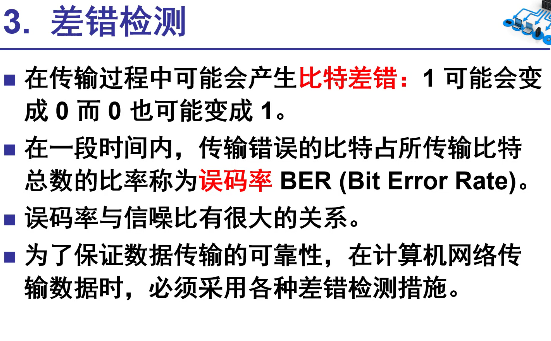 3. 差错检测
在传输过程中可能会产生比特差错：1 可能会变
成 0 而 0 也可能变成 1。
在一段时间内，传输错误的比特占所传输比特
总数的比率称为误码率 BER (Bit Error Rate)。
误码率与信噪比有很大的关系。
为了保证数据传输的可靠性，在计算机网络传
输数据时，必须采用各种差错检测措施。